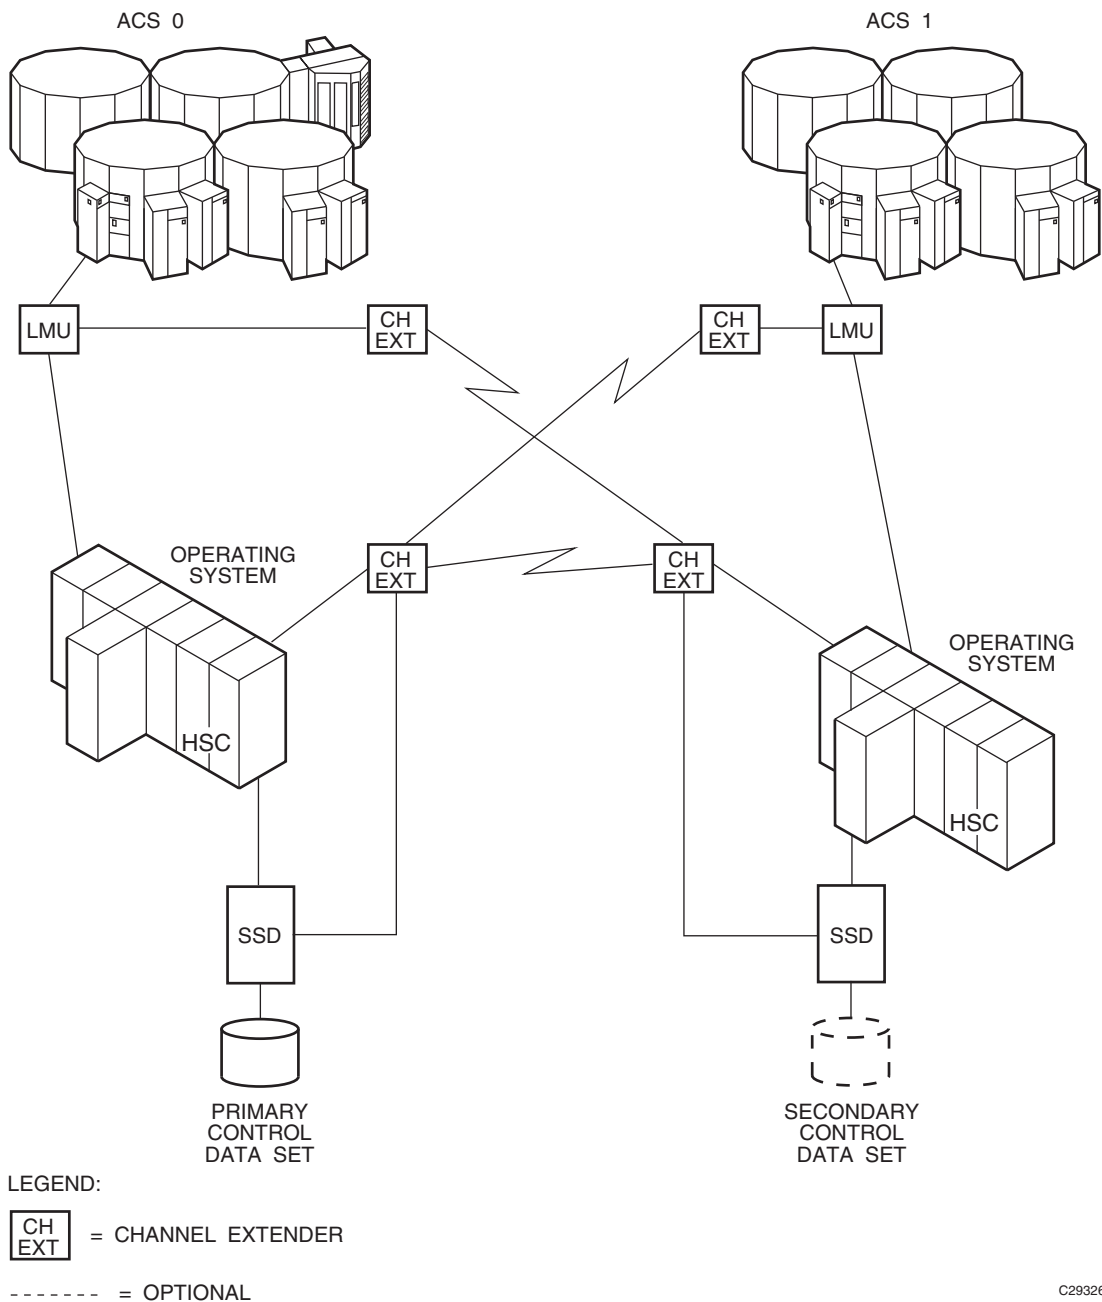 ACS 0
ACS 1
LMU
CH
EXT
CH
EXT
LMU
OPERATING
SYSTEM
CH
EXT
CH
EXT
OPERATING
SYSTEM
HSC
HSC
SSD
SSD
PRIMARY
CONTROL
DATA SET
SECONDARY
CONTROL
DATA SET
LEGEND:
CH
EXT
= CHANNEL EXTENDER
------- = OPTIONAL
C29326